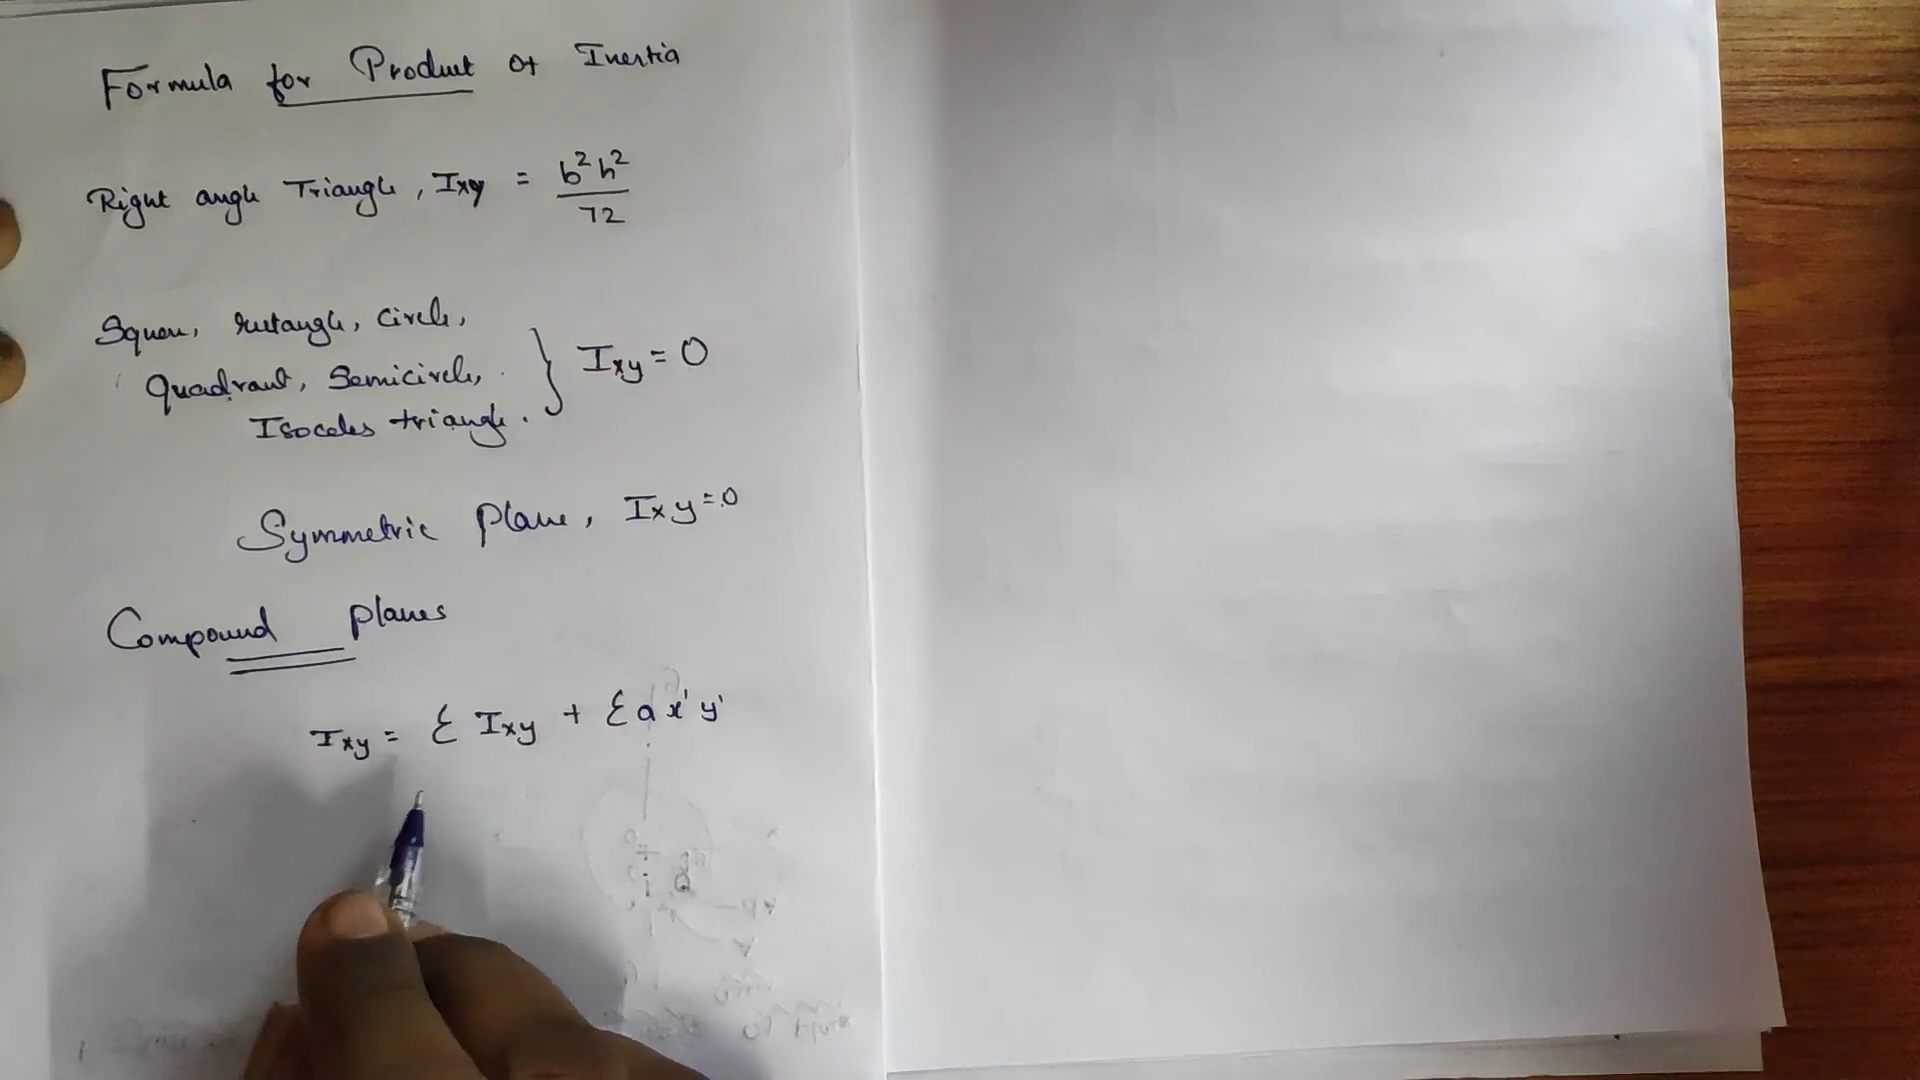 Formula for Product of Inertia
Right angle Triangle, Ixy = b²h² / 72
Square, rectangle, circle,
Quadrant, Semicircle,
Isoceles triangle. } Ixy = 0
Symmetric plane, Ixy = 0
Compound planes
Ixy = Σ Ixy + Σ a x' y'